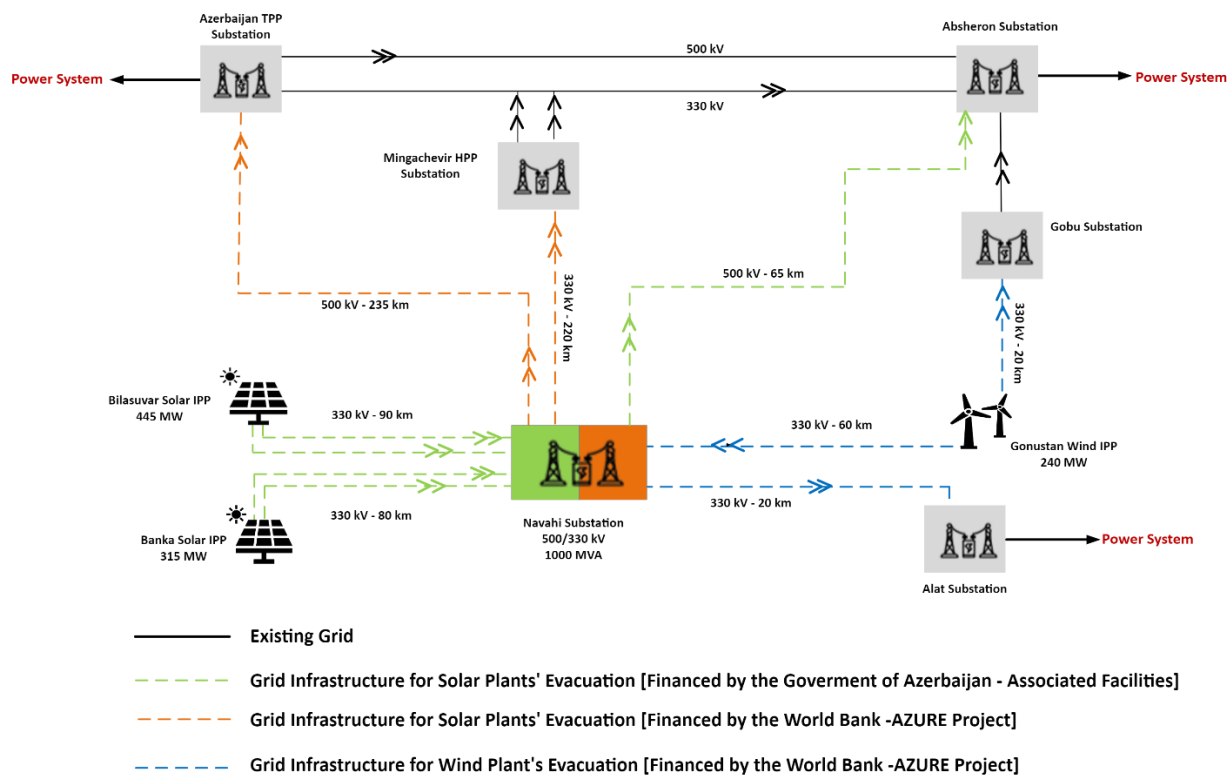 Azerbaijan TPP
Substation
Absheron Substation
500 kV
Power System
Power System
330 kV
Mingachevir HPP
Substation
Gobu Substation
500 kV - 65 km
500 kV - 235 km
330 kV - 220 km
330 kV - 20 km
Bilasuvar Solar IPP
445 MW
330 kV - 90 km
330 kV - 60 km
Gonustan Wind IPP
240 MW
330 kV - 80 km
330 kV - 20 km
Banka Solar IPP
315 MW
Navahi Substation
500/330 kV
1000 MVA
Power System
Alat Substation
Existing Grid
Grid Infrastructure for Solar Plants' Evacuation [Financed by the Goverment of Azerbaijan - Associated Facilities]
Grid Infrastructure for Solar Plants' Evacuation [Financed by the World Bank -AZURE Project]
Grid Infrastructure for Wind Plant's Evacuation [Financed by the World Bank -AZURE Project]